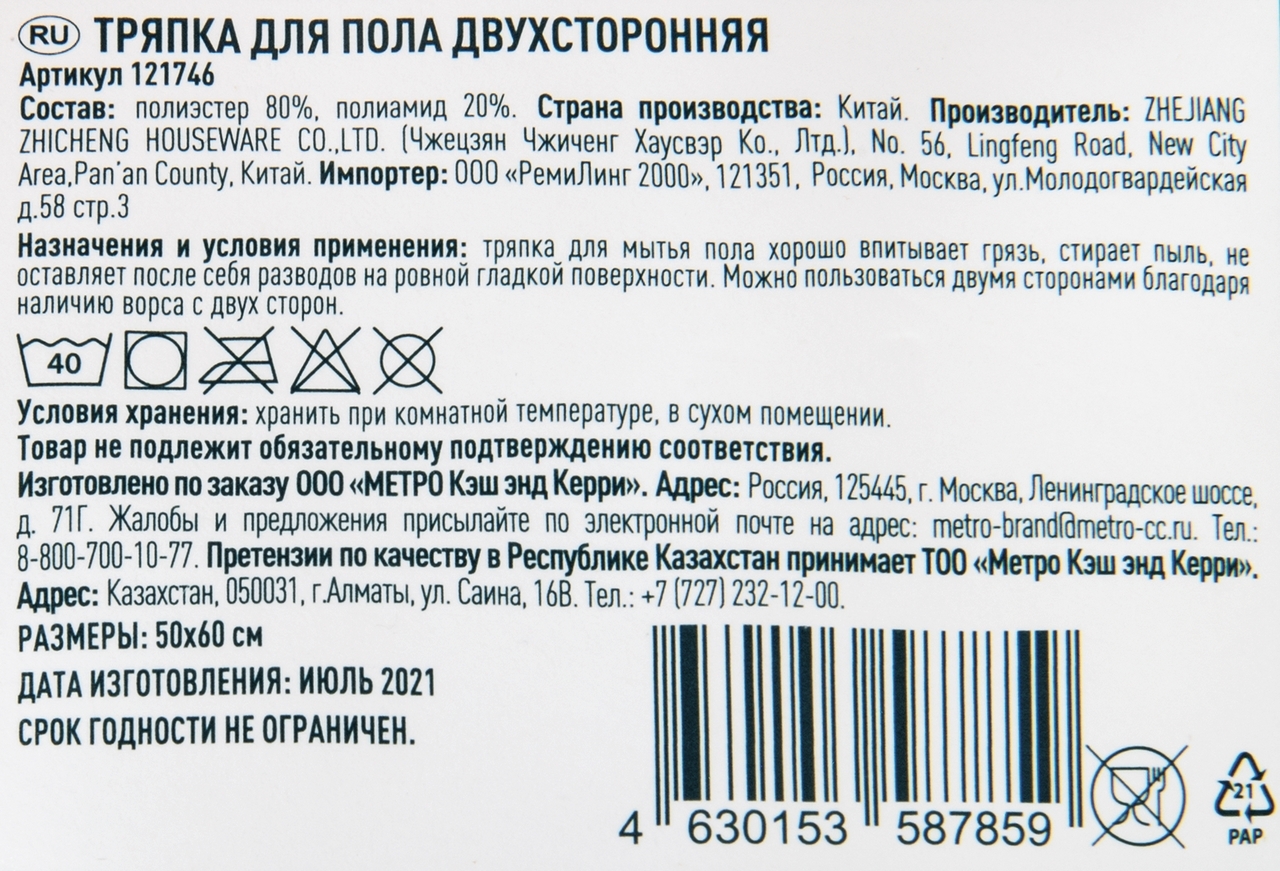 RU ТРЯПКА ДЛЯ ПОЛА ДВУХСТОРОННЯЯ
Артикул 121746
Состав: полиэстер 80%, полиамид 20%. Страна производства: Китай. Производитель: ZHEJIANG
ZHICHENG HOUSEWARE CO.,LTD. (Чжецзян Чжиченг Хаусвэр Ко., Лтд.), No. 56, Lingfeng Road, New City
Area,Pan'an County, Китай. Импортер: ООО «РемиЛинг 2000», 121351, Россия, Москва, ул.Молодогвардейская
д.58 стр.3
Назначения и условия применения: тряпка для мытья пола хорошо впитывает грязь, стирает пыль, не
оставляет после себя разводов на ровной гладкой поверхности. Можно пользоваться двумя сторонами благодаря
наличию ворса с двух сторон.
40
Условия хранения: хранить при комнатной температуре, в сухом помещении.
Товар не подлежит обязательному подтверждению соответствия.
Изготовлено по заказу ООО «МЕТРО Кэш энд Керри». Адрес: Россия, 125445, г. Москва, Ленинградское шоссе,
д. 71Г. Жалобы и предложения присылайте по электронной почте на адрес: metro-brand@metro-cc.ru. Тел.:
8-800-700-10-77. Претензии по качеству в Республике Казахстан принимает ТОО «Метро Кэш энд Керри».
Адрес: Казахстан, 050031, г.Алматы, ул. Саина, 16В. Тел.: +7 (727) 232-12-00.
РАЗМЕРЫ: 50х60 см
ДАТА ИЗГОТОВЛЕНИЯ: ИЮЛЬ 2021
СРОК ГОДНОСТИ НЕ ОГРАНИЧЕН.
4 630153 587859
21
PAP